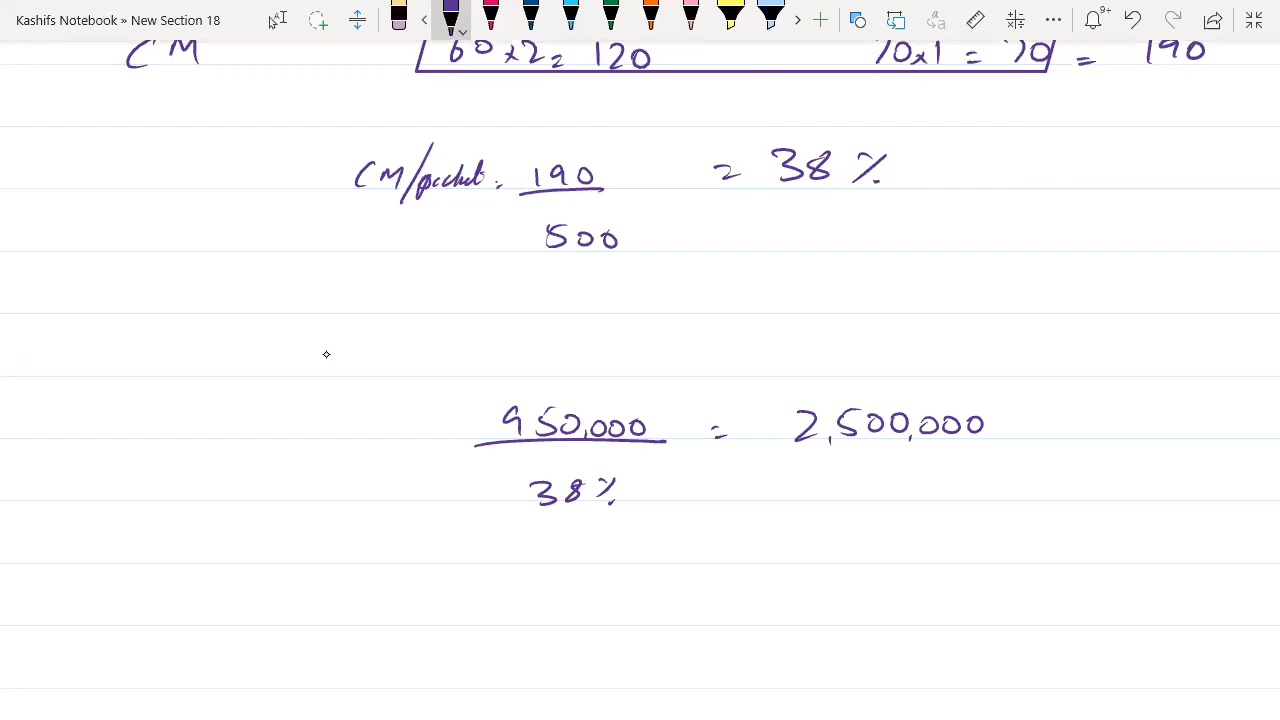 Kashifs Notebook » New Section 18
9+
CM 60 x 2 = 120 70 x 1 = 70 = 190
CM/packet = 190 = 38 %
500
950,000 = 2,500,000
38 %